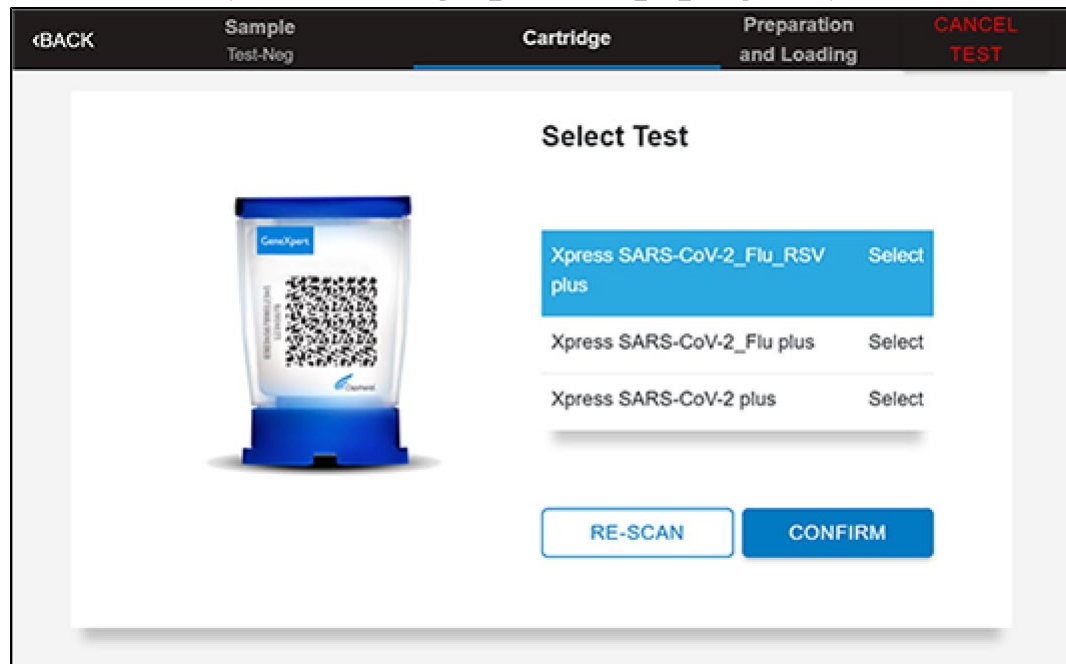 ‹BACK
Sample
Test-Neg
Cartridge
Preparation
and Loading
CANCEL
TEST
Select Test
GeneXpert
Cepheid
Xpress SARS-CoV-2_Flu_RSV plus Select
Xpress SARS-CoV-2_Flu plus Select
Xpress SARS-CoV-2 plus Select
RE-SCAN
CONFIRM